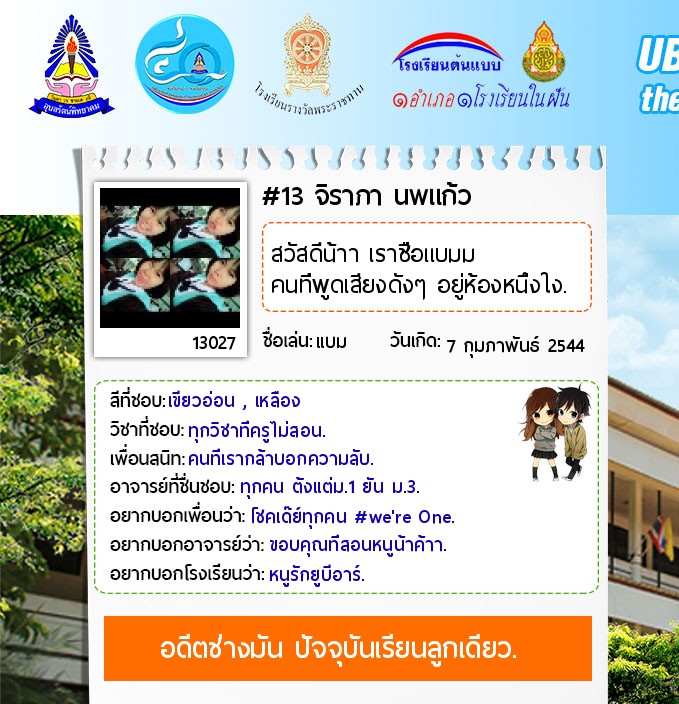 อุบลรัตน์พิทยาคม
โรงเรียนรางวัลพระราชทาน
โรงเรียนต้นแบบ
๑อำเภอ๑โรงเรียนในฝัน
UB
the
#13 จิราภา นพแก้ว
สวัสดีน้าา เราชื่อแบมม
คนที่พูดเสียงดังๆ อยู่ห้องหนึ่งไง.
13027
ชื่อเล่น: แบม วันเกิด: 7 กุมภาพันธ์ 2544
สีที่ชอบ: เขียวอ่อน , เหลือง
วิชาที่ชอบ: ทุกวิชาที่ครูไม่สอน.
เพื่อนสนิท: คนที่เรากล้าบอกความลับ.
อาจารย์ที่ชื่นชอบ: ทุกคน ตั้งแต่ม.1 ยัน ม.3.
อยากบอกเพื่อนว่า: โชคเด๊ย์ทุกคน #we're One.
อยากบอกอาจารย์ว่า: ขอบคุณที่สอนหนูน้าค้าา.
อยากบอกโรงเรียนว่า: หนูรักยูบีอาร์.
อดีตช่างมัน ปัจจุบันเรียนลูกเดียว.